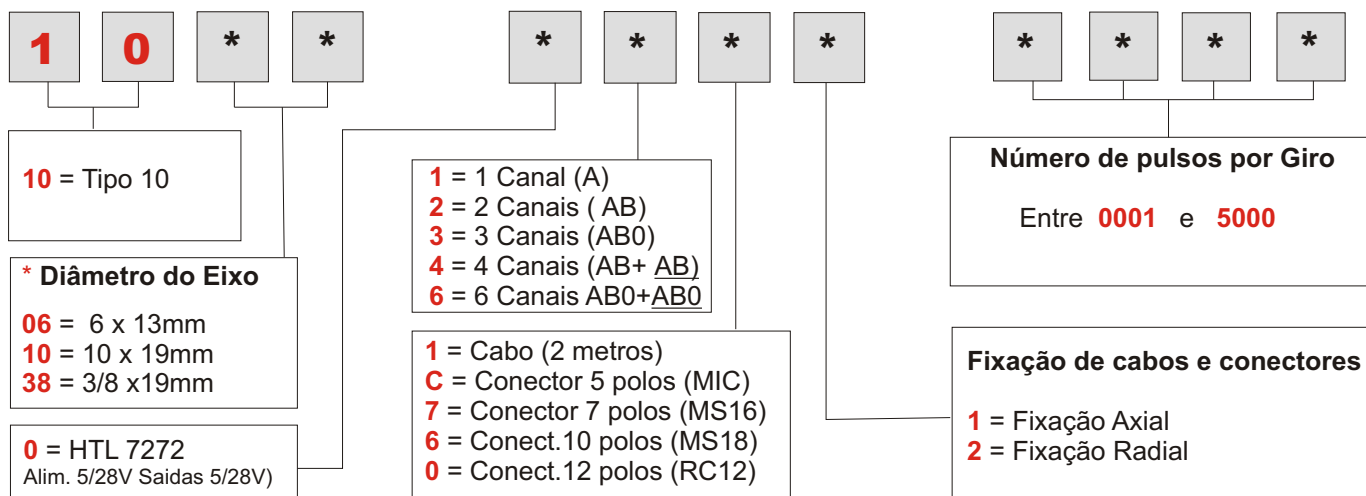 1 0 * * * * * * * * * *
10 = Tipo 10
* Diâmetro do Eixo
06 = 6 x 13mm
10 = 10 x 19mm
38 = 3/8 x19mm
0 = HTL 7272
Alim. 5/28V Saidas 5/28V)
1 = 1 Canal (A)
2 = 2 Canais ( AB)
3 = 3 Canais (AB0)
4 = 4 Canais (AB+ AB)
6 = 6 Canais AB0+AB0
1 = Cabo (2 metros)
C = Conector 5 polos (MIC)
7 = Conector 7 polos (MS16)
6 = Conect.10 polos (MS18)
0 = Conect.12 polos (RC12)
Número de pulsos por Giro
Entre 0001 e 5000
Fixação de cabos e conectores
1 = Fixação Axial
2 = Fixação Radial